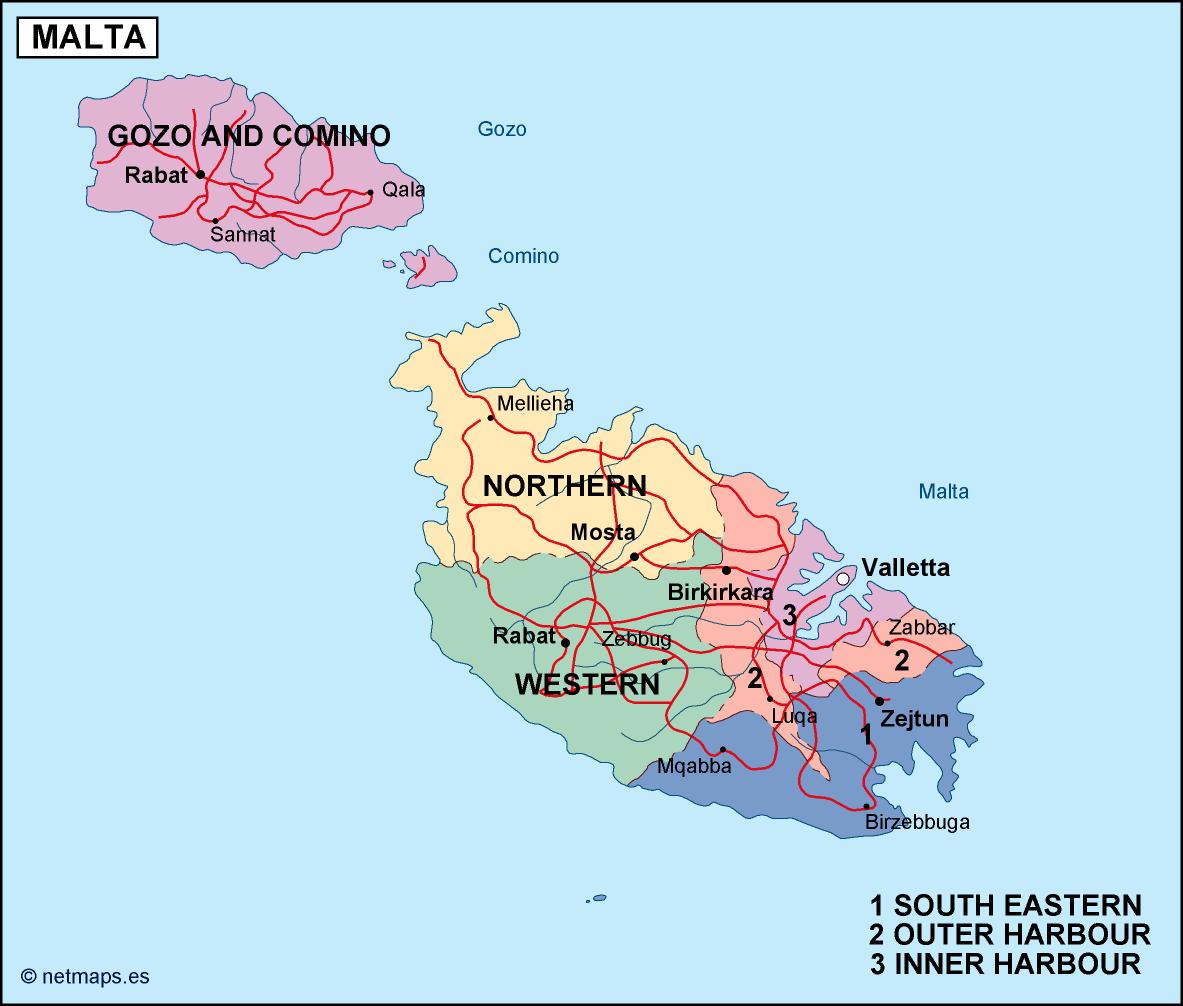 MALTA
Gozo
GOZO AND COMINO
Rabat
Qala
Sannat
Comino
Mellieha
NORTHERN
Malta
Mosta
Valletta
Birkirkara
3
Zabbar
Rabat
Zebbug
2
WESTERN
2
Luqa
Zejtun
1
Mqabba
Birzebbuga
1 SOUTH EASTERN
2 OUTER HARBOUR
3 INNER HARBOUR
© netmaps.es